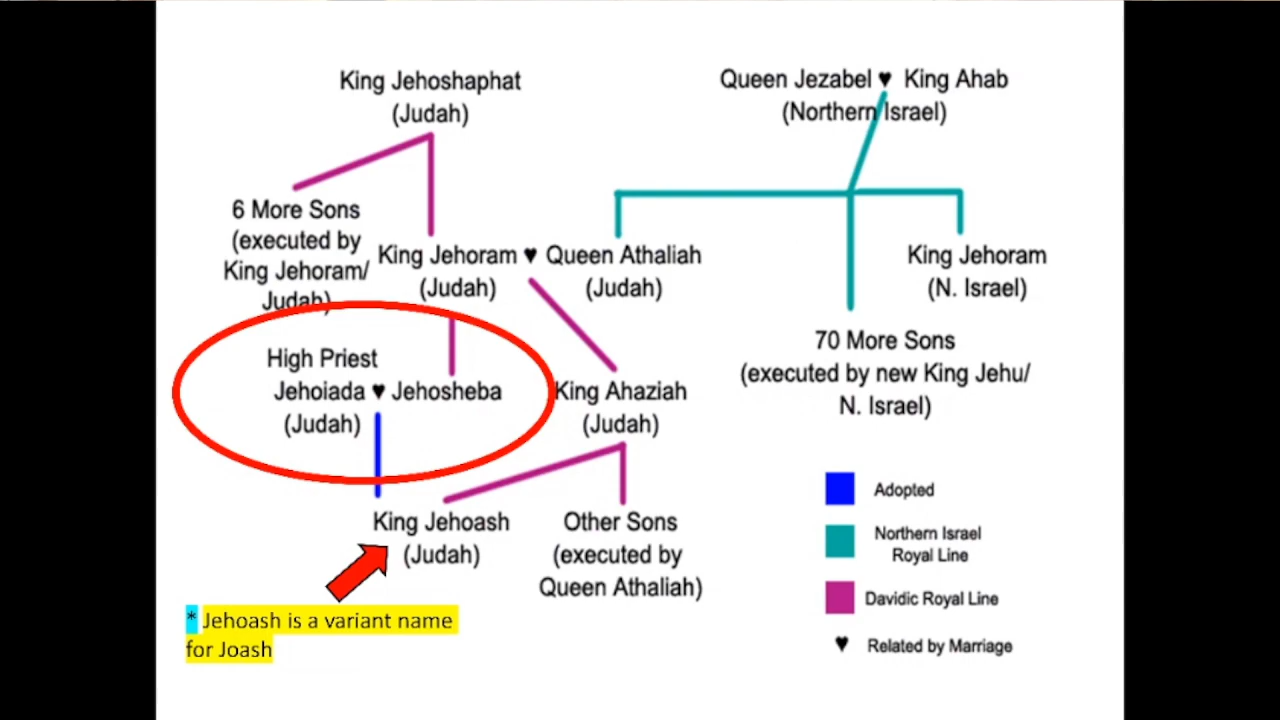 King Jehoshaphat
(Judah)
Queen Jezabel ♥ King Ahab
(Northern Israel)
6 More Sons
(executed by
King Jehoram/
Judah)
King Jehoram ♥ Queen Athaliah
(Judah)
(Judah)
King Jehoram
(N. Israel)
70 More Sons
(executed by new King Jehu/
N. Israel)
High Priest
Jehoiada ♥ Jehosheba
(Judah)
King Ahaziah
(Judah)
King Jehoash
(Judah)
Other Sons
(executed by
Queen Athaliah)
* Jehoash is a variant name
for Joash
Adopted
Northern Israel
Royal Line
Davidic Royal Line
♥ Related by Marriage